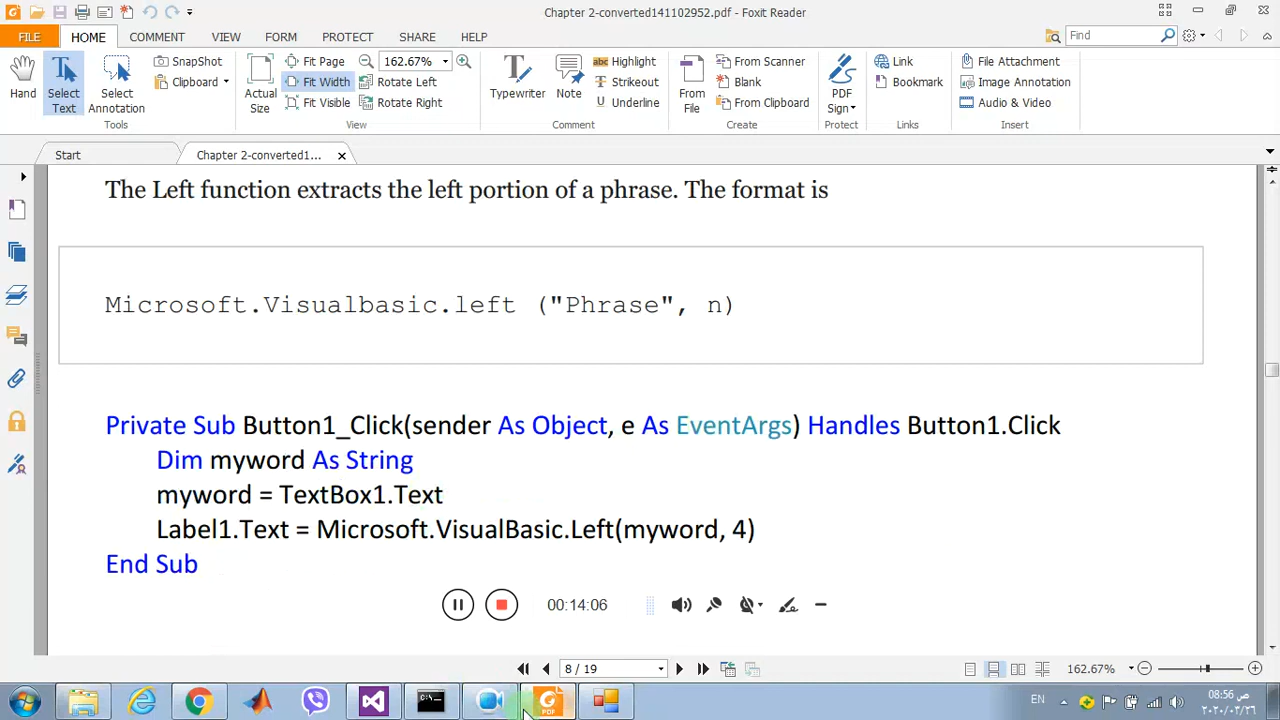 Chapter 2-converted141102952.pdf - Foxit Reader
FILE HOME COMMENT VIEW FORM PROTECT SHARE HELP Find
Hand
Select Text
Select Annotation
SnapShot
Clipboard
Tools
Actual Size
Fit Page
Fit Width
Fit Visible
162.67%
Rotate Left
Rotate Right
View
Typewriter
Note
Highlight
Strikeout
Underline
Comment
From File
From Scanner
Blank
From Clipboard
Create
PDF Sign
Protect
Link
Bookmark
Links
File Attachment
Image Annotation
Audio & Video
Insert
Start Chapter 2-converted1...
The Left function extracts the left portion of a phrase. The format is
Microsoft.Visualbasic.left ("Phrase", n)
Private Sub Button1_Click(sender As Object, e As EventArgs) Handles Button1.Click
Dim myword As String
myword = TextBox1.Text
Label1.Text = Microsoft.VisualBasic.Left(myword, 4)
End Sub
00:14:06
8 / 19 162.67%
EN
08:56 ص
٢٠٢٠/٠٣/٢٦